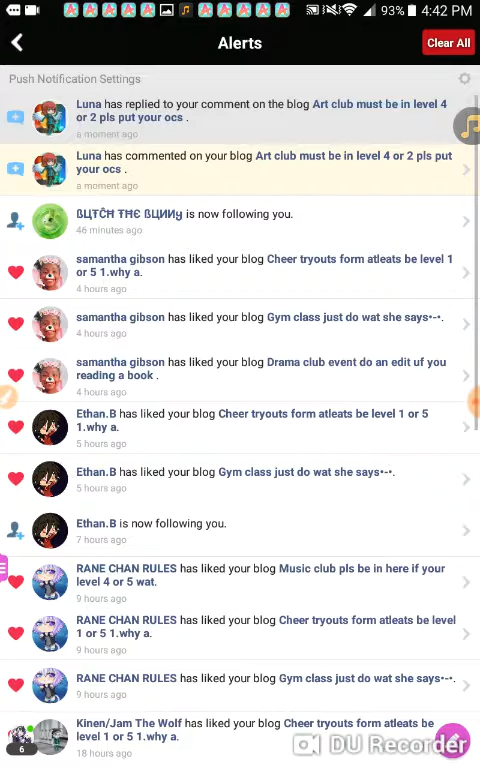 93% 4:42 PM
Alerts
Clear All
Push Notification Settings
Luna has replied to your comment on the blog Art club must be in level 4
or 2 pls put your ocs .
a moment ago
Luna has commented on your blog Art club must be in level 4 or 2 pls put
your ocs .
a moment ago
ßЦŤĈĦ ŦĦЄ ßЦИИy is now following you.
46 minutes ago
samantha gibson has liked your blog Cheer tryouts form atleats be level 1
or 5 1.why a.
4 hours ago
samantha gibson has liked your blog Gym class just do wat she says•-•.
4 hours ago
samantha gibson has liked your blog Drama club event do an edit uf you
reading a book .
4 hours ago
Ethan.B has liked your blog Cheer tryouts form atleats be level 1 or 5
1.why a.
5 hours ago
Ethan.B has liked your blog Gym class just do wat she says•-•.
5 hours ago
Ethan.B is now following you.
7 hours ago
RANE CHAN RULES has liked your blog Music club pls be in here if your
level 4 or 5 wat.
9 hours ago
RANE CHAN RULES has liked your blog Cheer tryouts form atleats be level
1 or 5 1.why a.
9 hours ago
RANE CHAN RULES has liked your blog Gym class just do wat she says•-•.
9 hours ago
Kinen/Jam The Wolf has liked your blog Cheer tryouts form atleats be
level 1 or 5 1.why a.
18 hours ago
6
DU Recorder